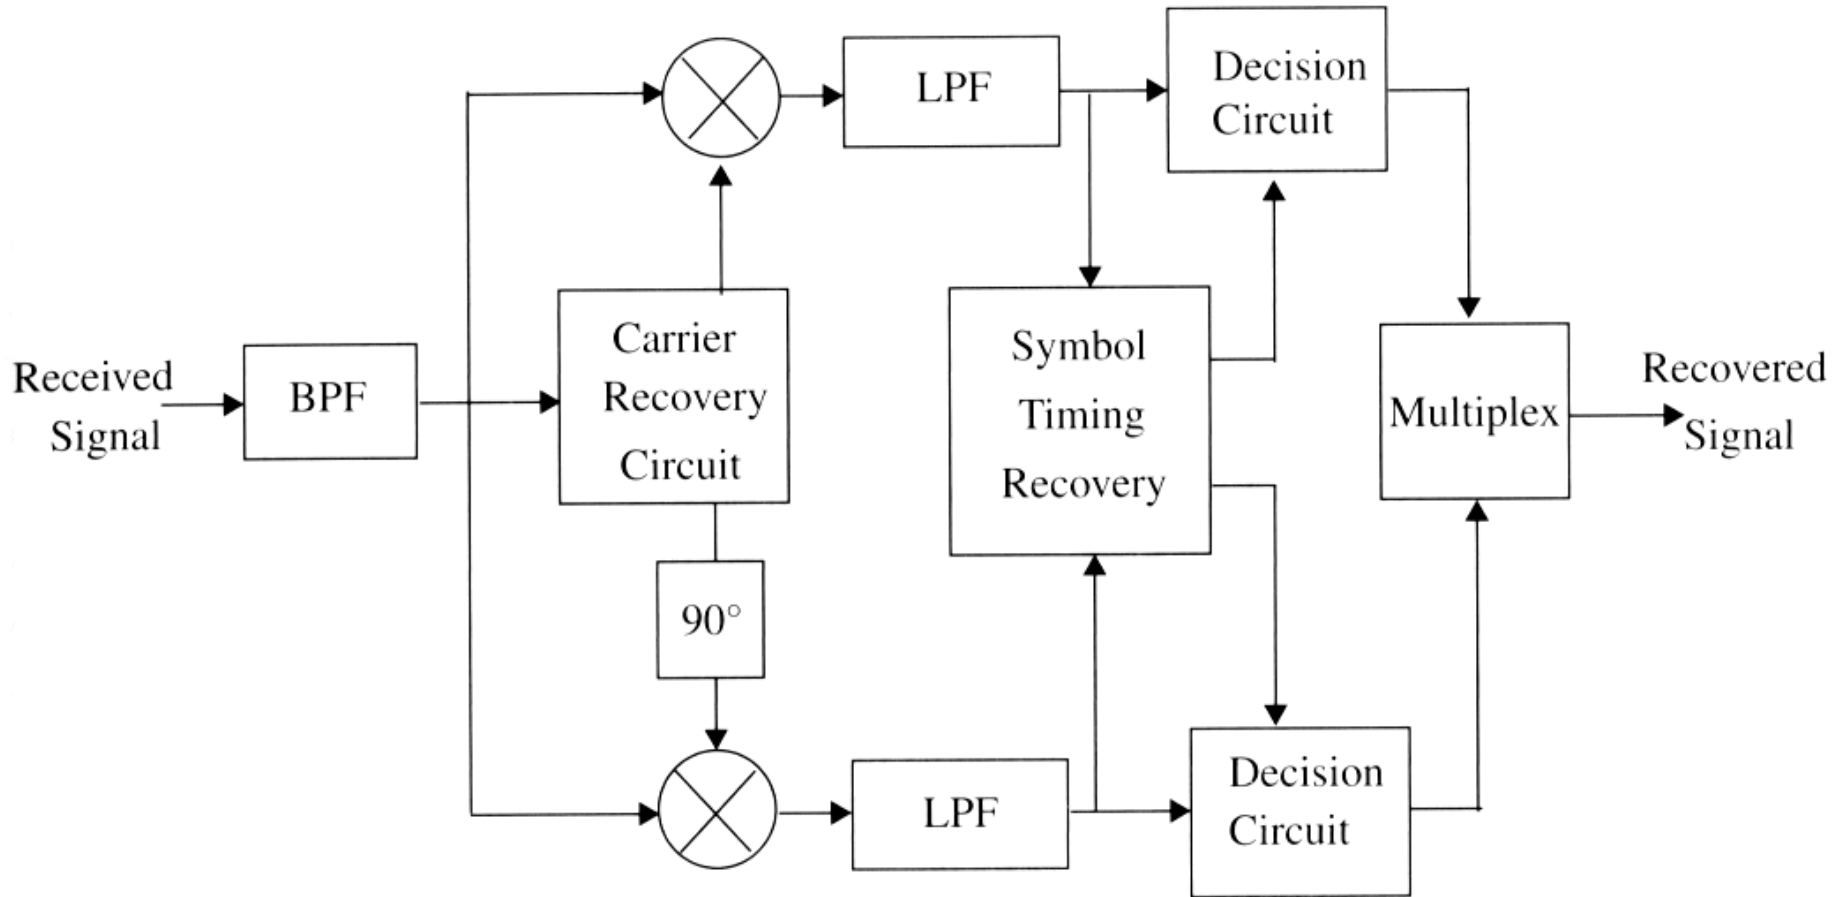 LPF
Decision
Circuit
Received
Signal
BPF
Carrier
Recovery
Circuit
Symbol
Timing
Recovery
Multiplex
Recovered
Signal
90°
LPF
Decision
Circuit